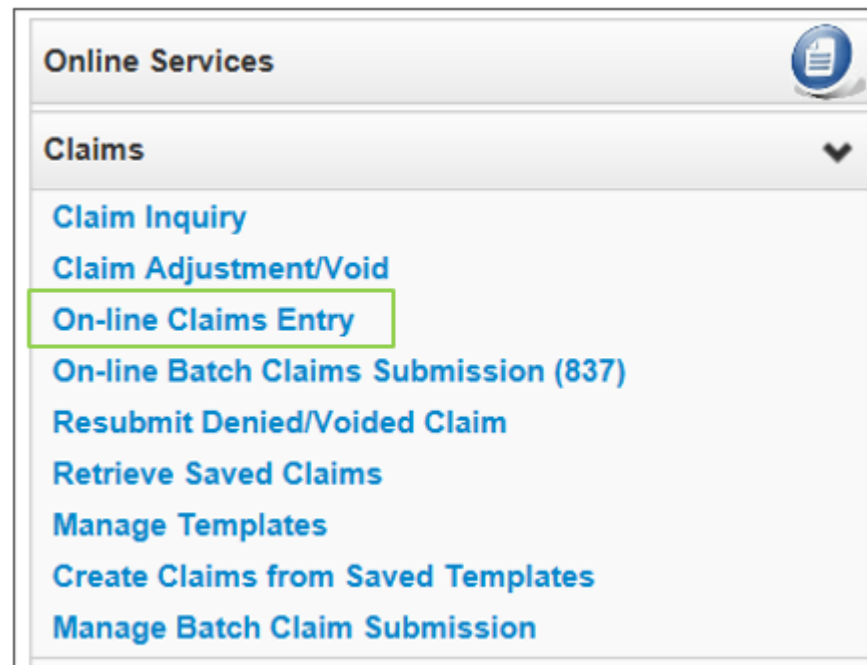 Online Services
Claims
Claim Inquiry
Claim Adjustment/Void
On-line Claims Entry
On-line Batch Claims Submission (837)
Resubmit Denied/Voided Claim
Retrieve Saved Claims
Manage Templates
Create Claims from Saved Templates
Manage Batch Claim Submission